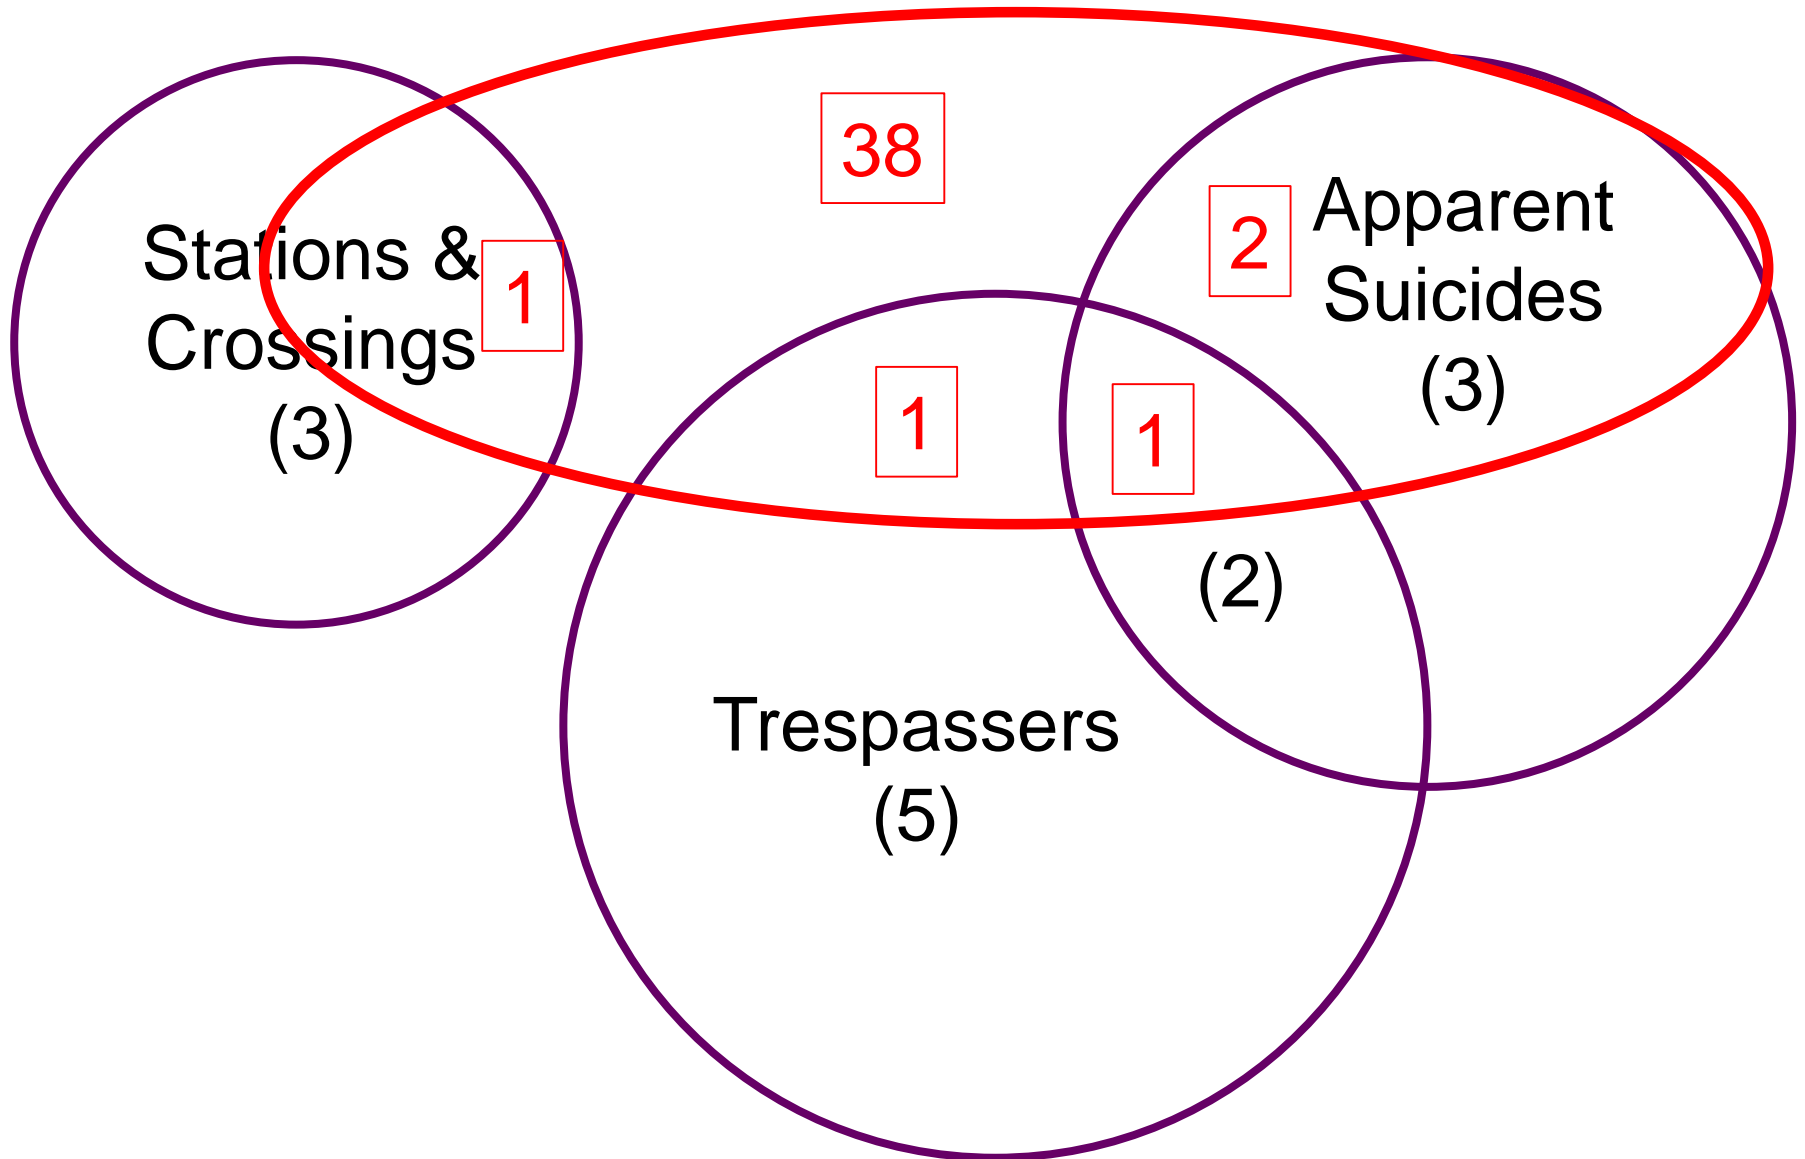 38
Stations &
Crossings
(3)
1
2
Apparent
Suicides
(3)
1
1
(2)
Trespassers
(5)